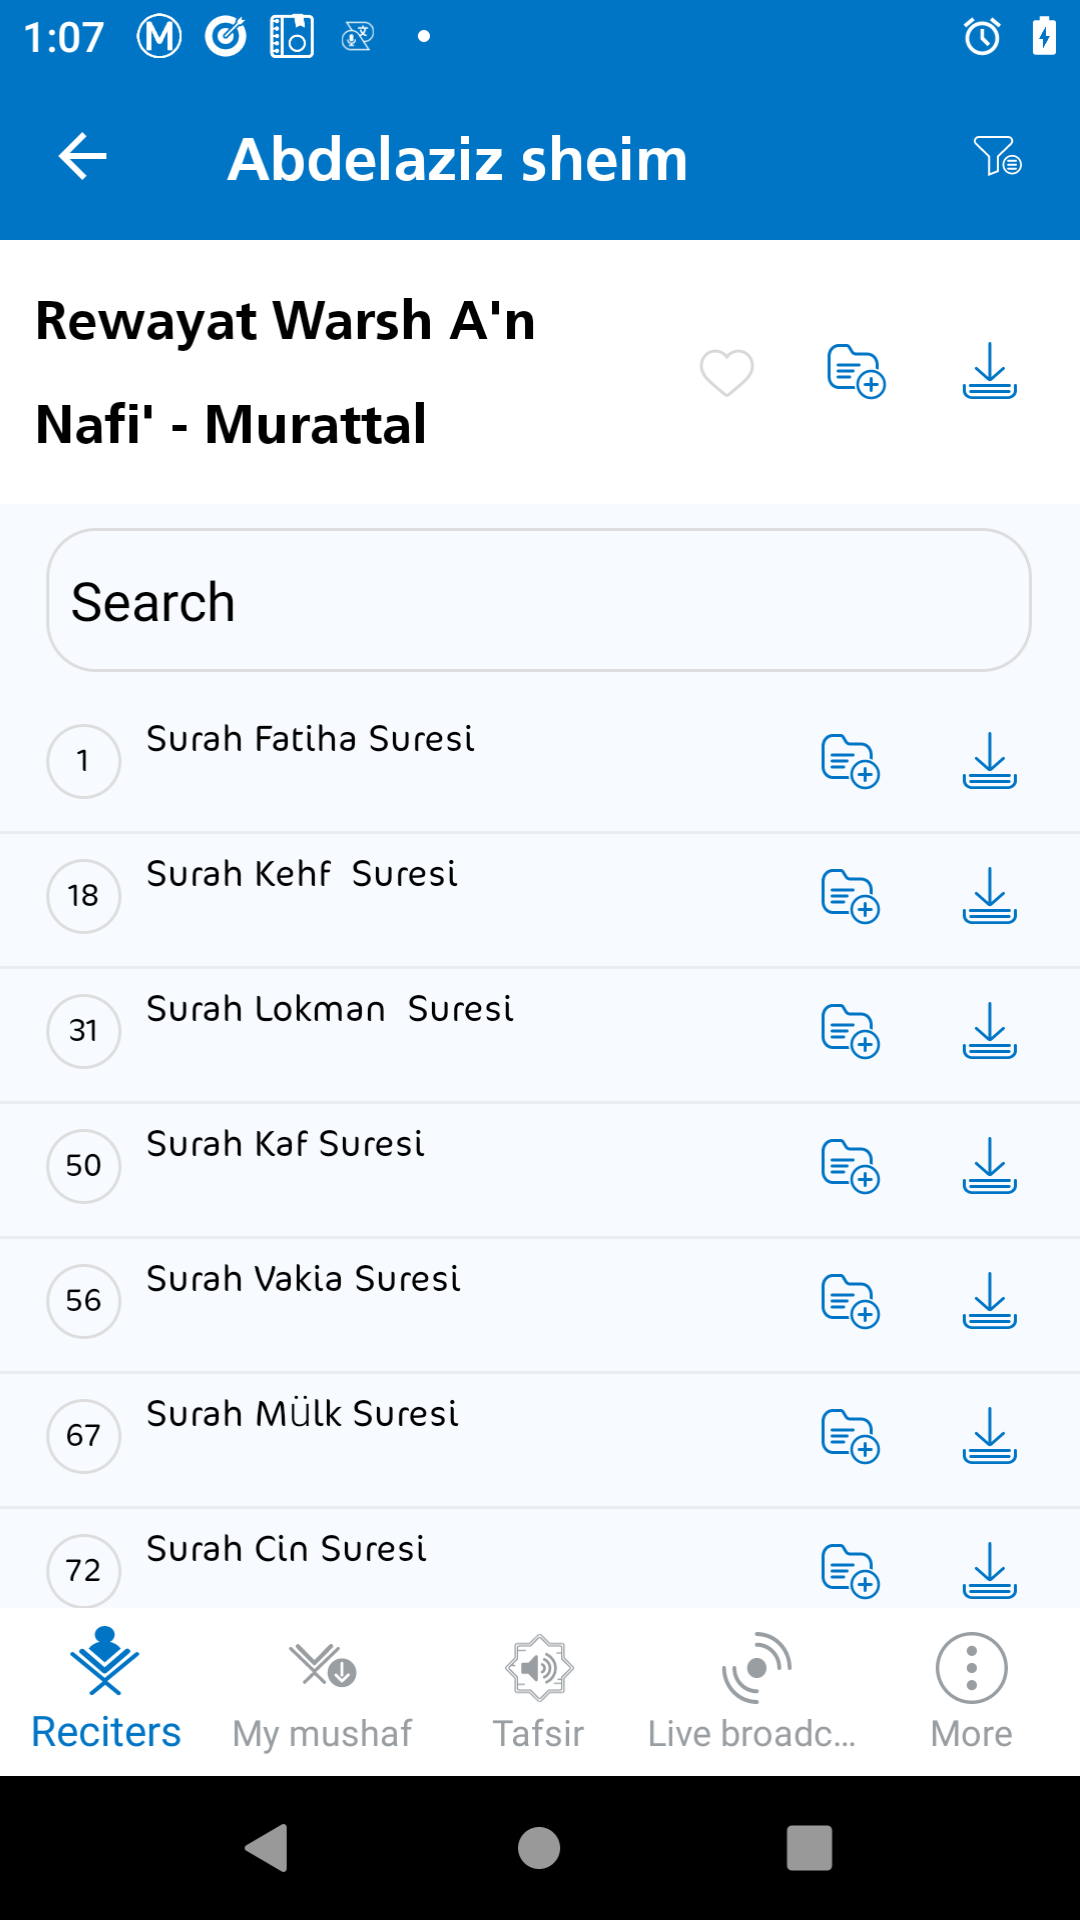 1:07
Abdelaziz sheim
Rewayat Warsh A'n
Nafi' - Murattal
Search
1 Surah Fatiha Suresi
18 Surah Kehf  Suresi
31 Surah Lokman  Suresi
50 Surah Kaf Suresi
56 Surah Vakia Suresi
67 Surah Mülk Suresi
72 Surah Cin Suresi
Reciters My mushaf Tafsir Live broadc... More